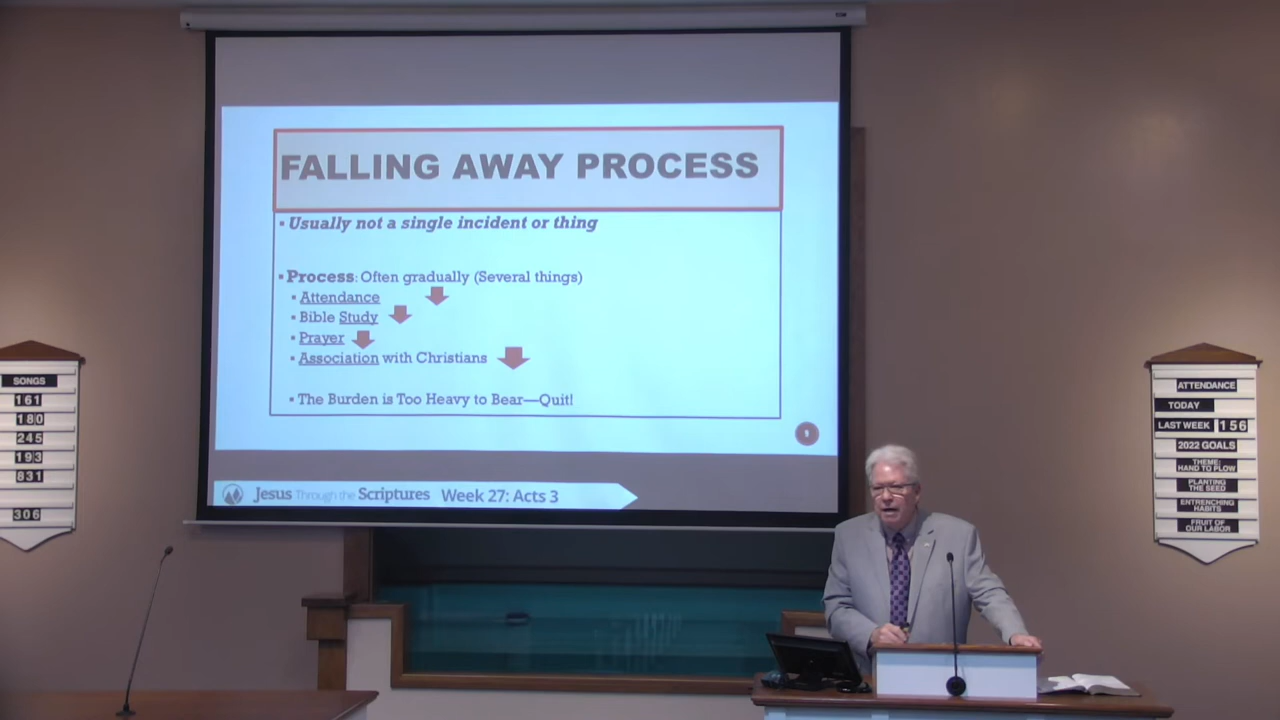 FALLING AWAY PROCESS
▪ Usually not a single incident or thing
▪ Process: Often gradually (Several things)
▪ Attendance
▪ Bible Study
▪ Prayer
▪ Association with Christians
▪ The Burden is Too Heavy to Bear—Quit!
9
Jesus Through the Scriptures Week 27: Acts 3
SONGS
161
180
245
193
831
306
ATTENDANCE
TODAY
LAST WEEK 156
2022 GOALS
THEME:
HAND TO PLOW
PLANTING
THE SEED
ENTRENCHING
HABITS
FRUIT OF
OUR LABOR